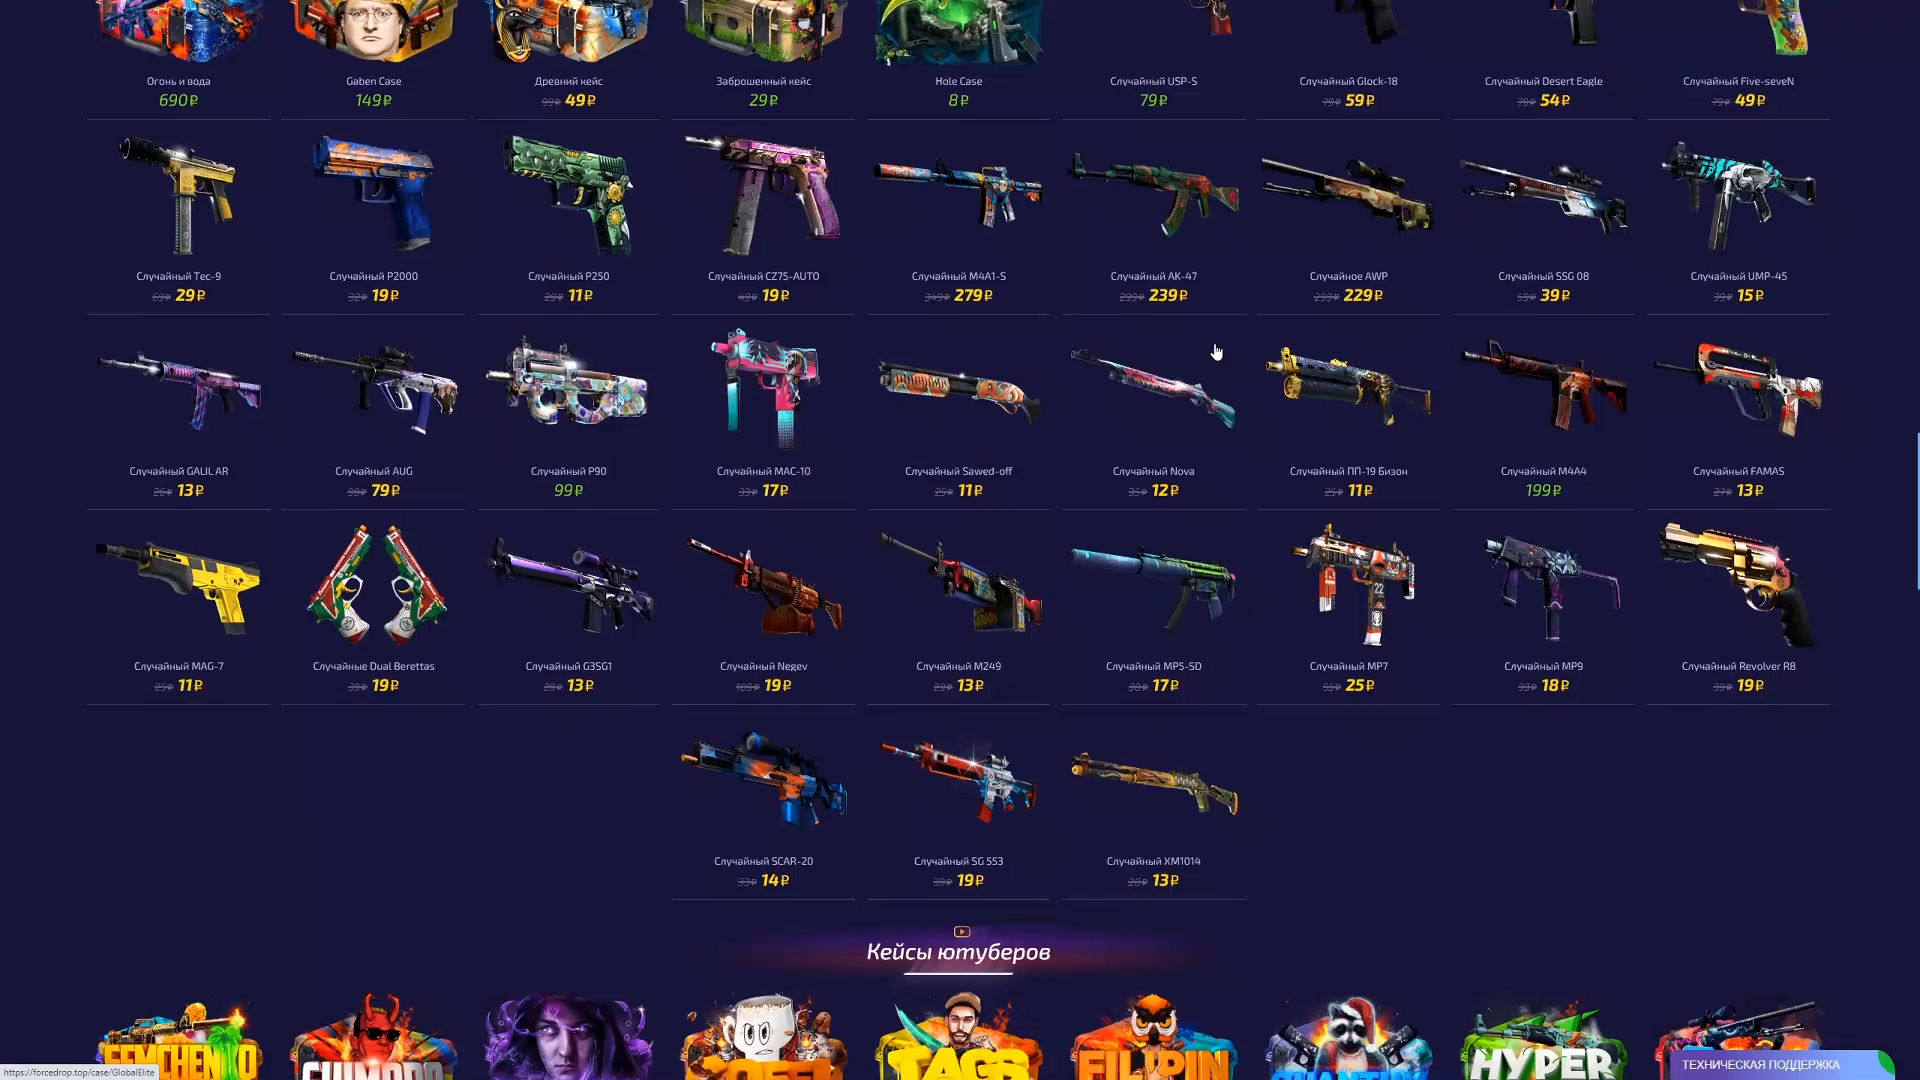 Огонь и вода
690₽
Gaben Case
149₽
Древний кейс
99₽ 49₽
Заброшенный кейс
29₽
Hole Case
8₽
Случайный USP-S
79₽
Случайный Glock-18
79₽ 59₽
Случайный Desert Eagle
79₽ 54₽
Случайный Five-seveN
79₽ 49₽
Случайный Tec-9
69₽ 29₽
Случайный P2000
32₽ 19₽
Случайный P250
29₽ 11₽
Случайный CZ75-AUTO
49₽ 19₽
Случайный M4A1-S
349₽ 279₽
Случайный AK-47
299₽ 239₽
Случайное AWP
299₽ 229₽
Случайный SSG 08
59₽ 39₽
Случайный UMP-45
39₽ 15₽
Случайный GALIL AR
26₽ 13₽
Случайный AUG
99₽ 79₽
Случайный P90
99₽
Случайный MAC-10
33₽ 17₽
Случайный Sawed-off
25₽ 11₽
Случайный Nova
35₽ 12₽
Случайный ПП-19 Бизон
25₽ 11₽
Случайный M4A4
199₽
Случайный FAMAS
27₽ 13₽
Случайный MAG-7
25₽ 11₽
Случайные Dual Berettas
39₽ 19₽
Случайный G3SG1
29₽ 13₽
Случайный Negev
109₽ 19₽
Случайный M249
29₽ 13₽
Случайный MP5-SD
38₽ 17₽
Случайный MP7
55₽ 25₽
Случайный MP9
39₽ 18₽
Случайный Revolver R8
39₽ 19₽
Случайный SCAR-20
33₽ 14₽
Случайный SG 553
39₽ 19₽
Случайный XM1014
28₽ 13₽
Кейсы ютуберов
TAGS
FILIPIN
HYPER
https://forcedrop.top/case/GlobalElite
ТЕХНИЧЕСКАЯ ПОДДЕРЖКА